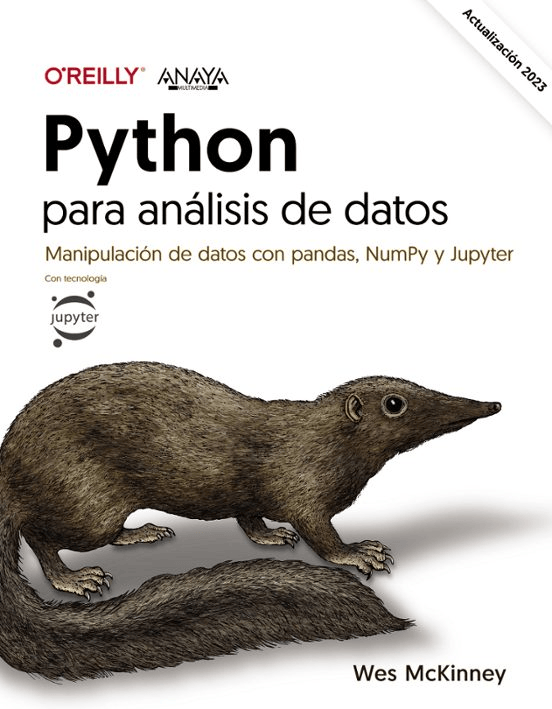 Actualización 2023
O'REILLY®
ANAYA
MULTIMEDIA
Python
para análisis de datos
Manipulación de datos con pandas, NumPy y Jupyter
Con tecnología
jupyter
Wes McKinney